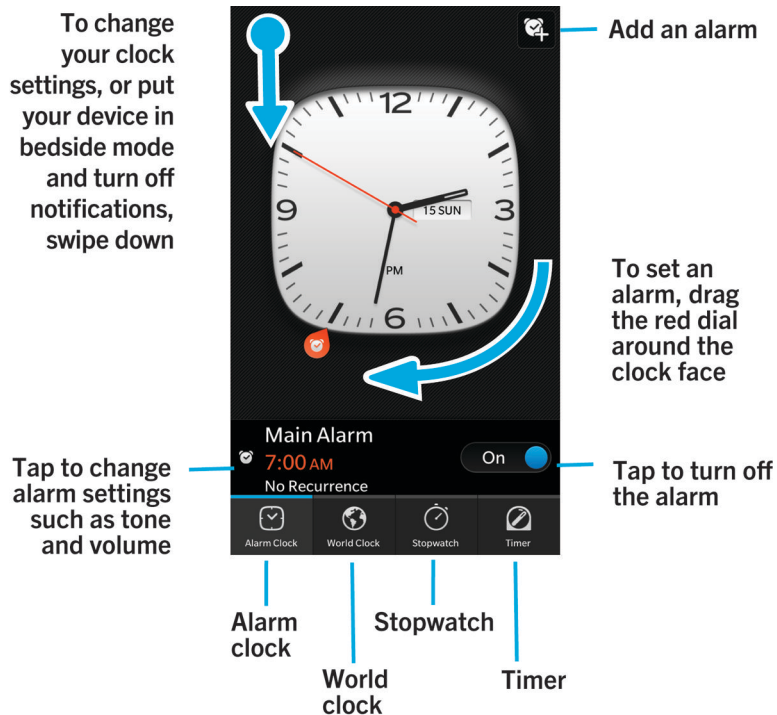 To change
your clock
settings, or put
your device in
bedside mode
and turn off
notifications,
swipe down
Add an alarm
12
9
15 SUN
3
PM
6
To set an
alarm, drag
the red dial
around the
clock face
Main Alarm
7:00 AM
No Recurrence
On
Tap to change
alarm settings
such as tone
and volume
Tap to turn off
the alarm
Alarm Clock
World Clock
Stopwatch
Timer
Alarm
clock
Stopwatch
World
clock
Timer